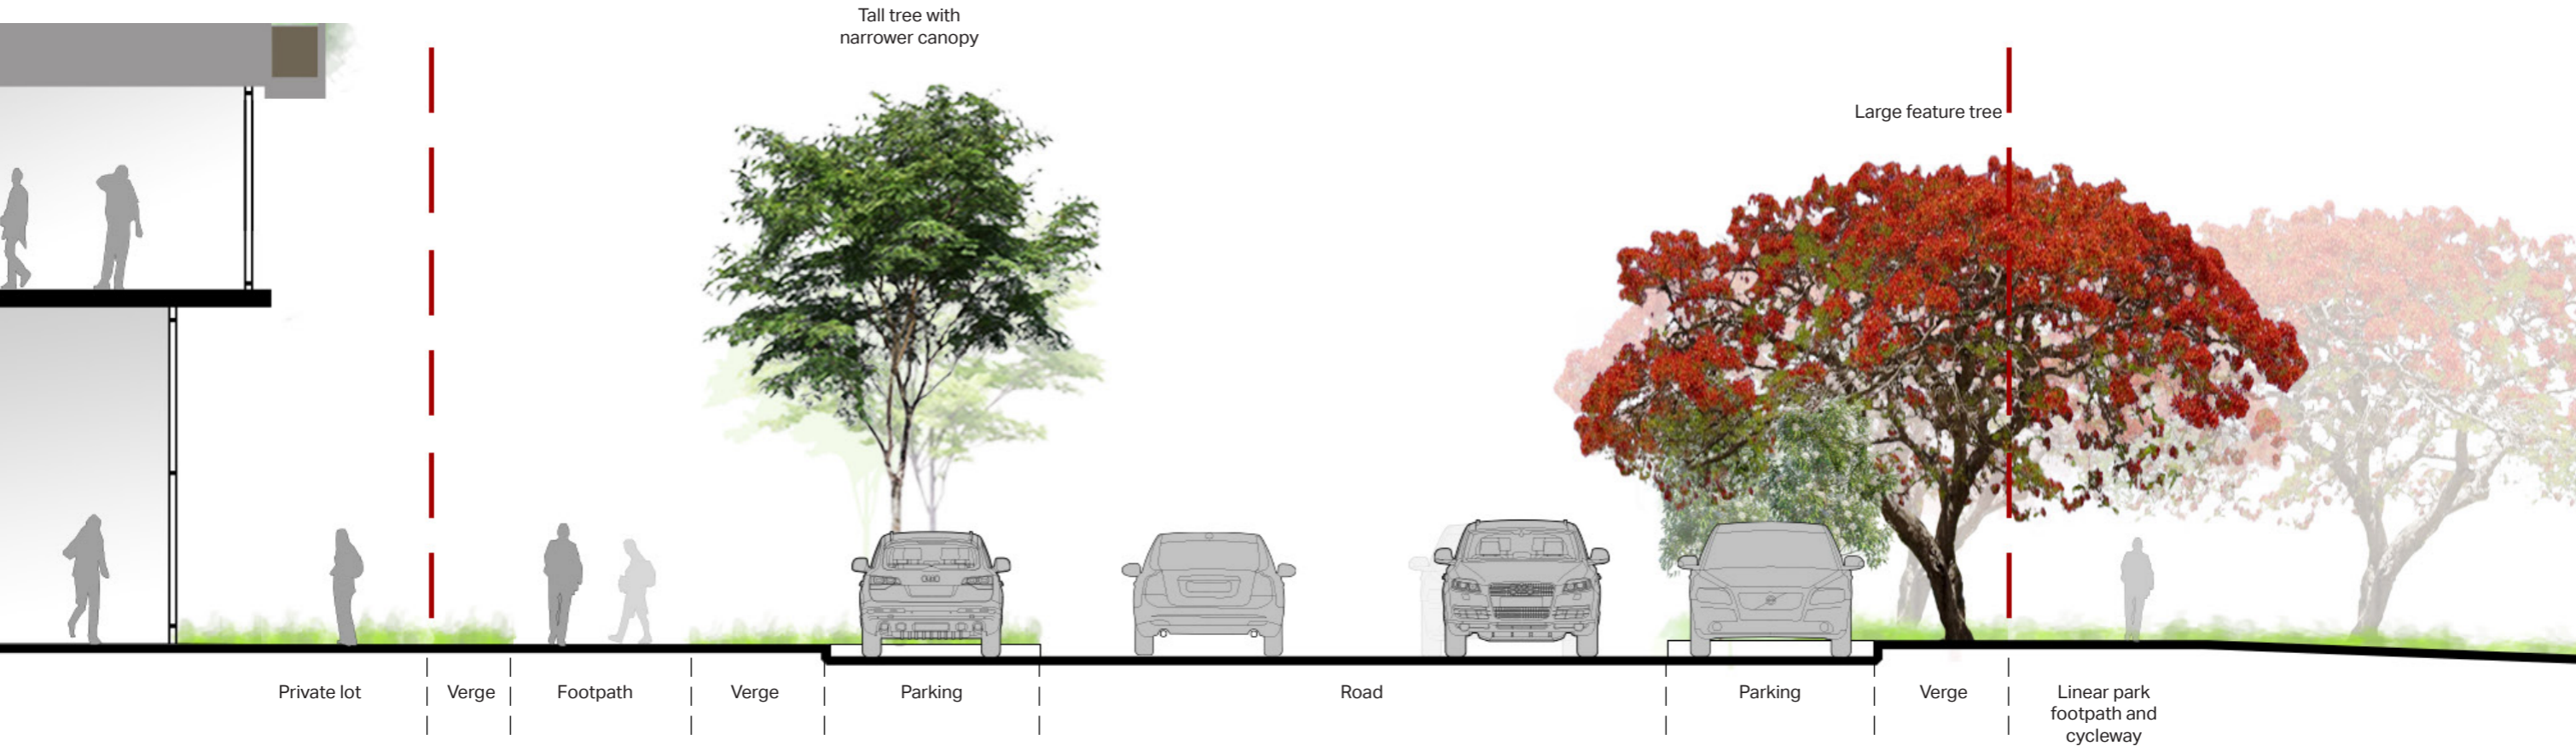 Tall tree with
narrower canopy
Large feature tree
Private lot
Verge
Footpath
Verge
Parking
Road
Parking
Verge
Linear park
footpath and
cycleway